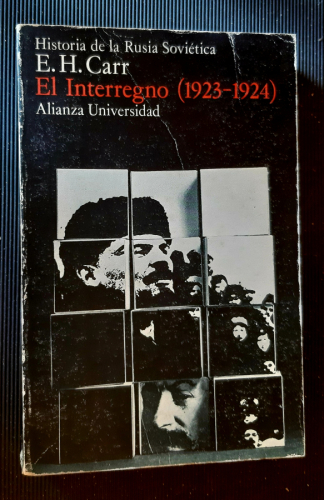 Historia de la Rusia Soviética
E. H. Carr
El Interregno (1923-1924)
Alianza Universidad